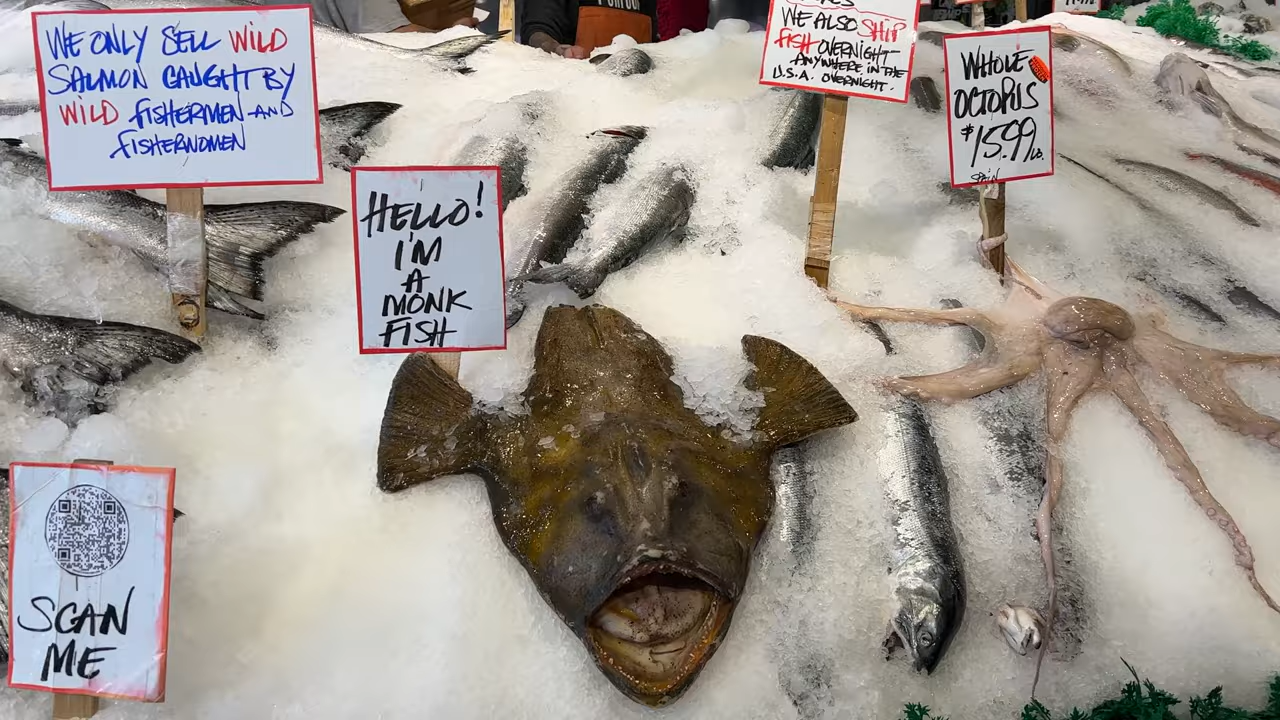 WE ONLY SELL WILD
SALMON CAUGHT BY
WILD FISHERMEN AND
FISHERWOMEN
HELLO!
I'M
A
MONK
FISH
WE ALSO SHIP
FISH OVERNIGHT
ANYWHERE IN THE
U.S.A. OVERNIGHT.
WHOLE
OCTOPUS
$15.99 LB.
SPAIN
SCAN
ME